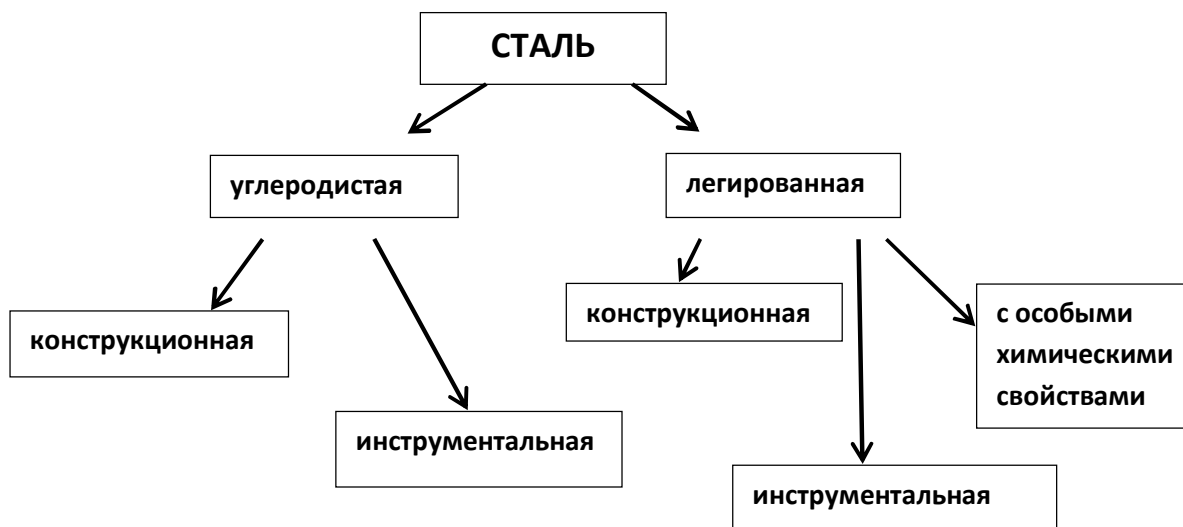 СТАЛЬ
углеродистая
легированная
конструкционная
инструментальная
конструкционная
инструментальная
с особыми
химическими
свойствами